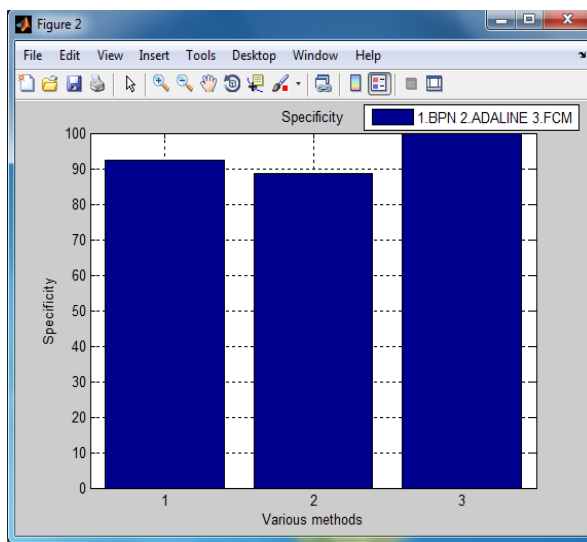 Figure 2
File Edit View Insert Tools Desktop Window Help
Specificity
1.BPN 2.ADALINE 3.FCM
100
90
80
70
60
50
40
30
20
10
0
Specificity
1 2 3
Various methods